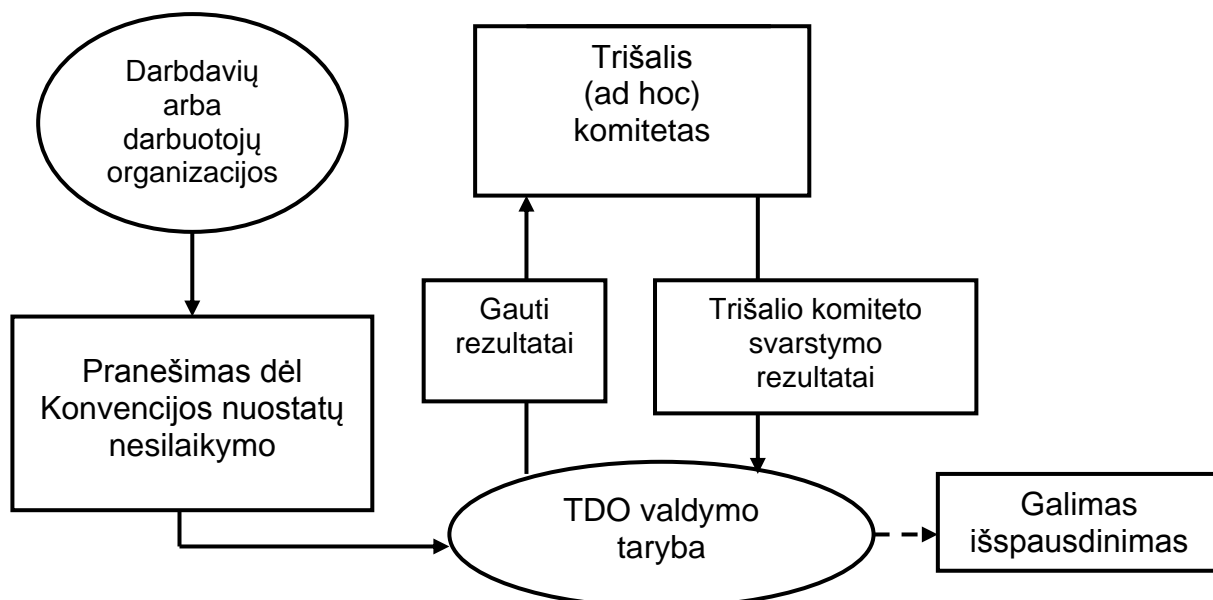 Darbdavių
arba
darbuotojų
organizacijos
Trišalis
(ad hoc)
komitetas
Gauti
rezultatai
Trišalio komiteto
svarstymo
rezultatai
Pranešimas dėl
Konvencijos nuostatų
nesilaikymo
TDO valdymo
taryba
Galimas
išspausdinimas